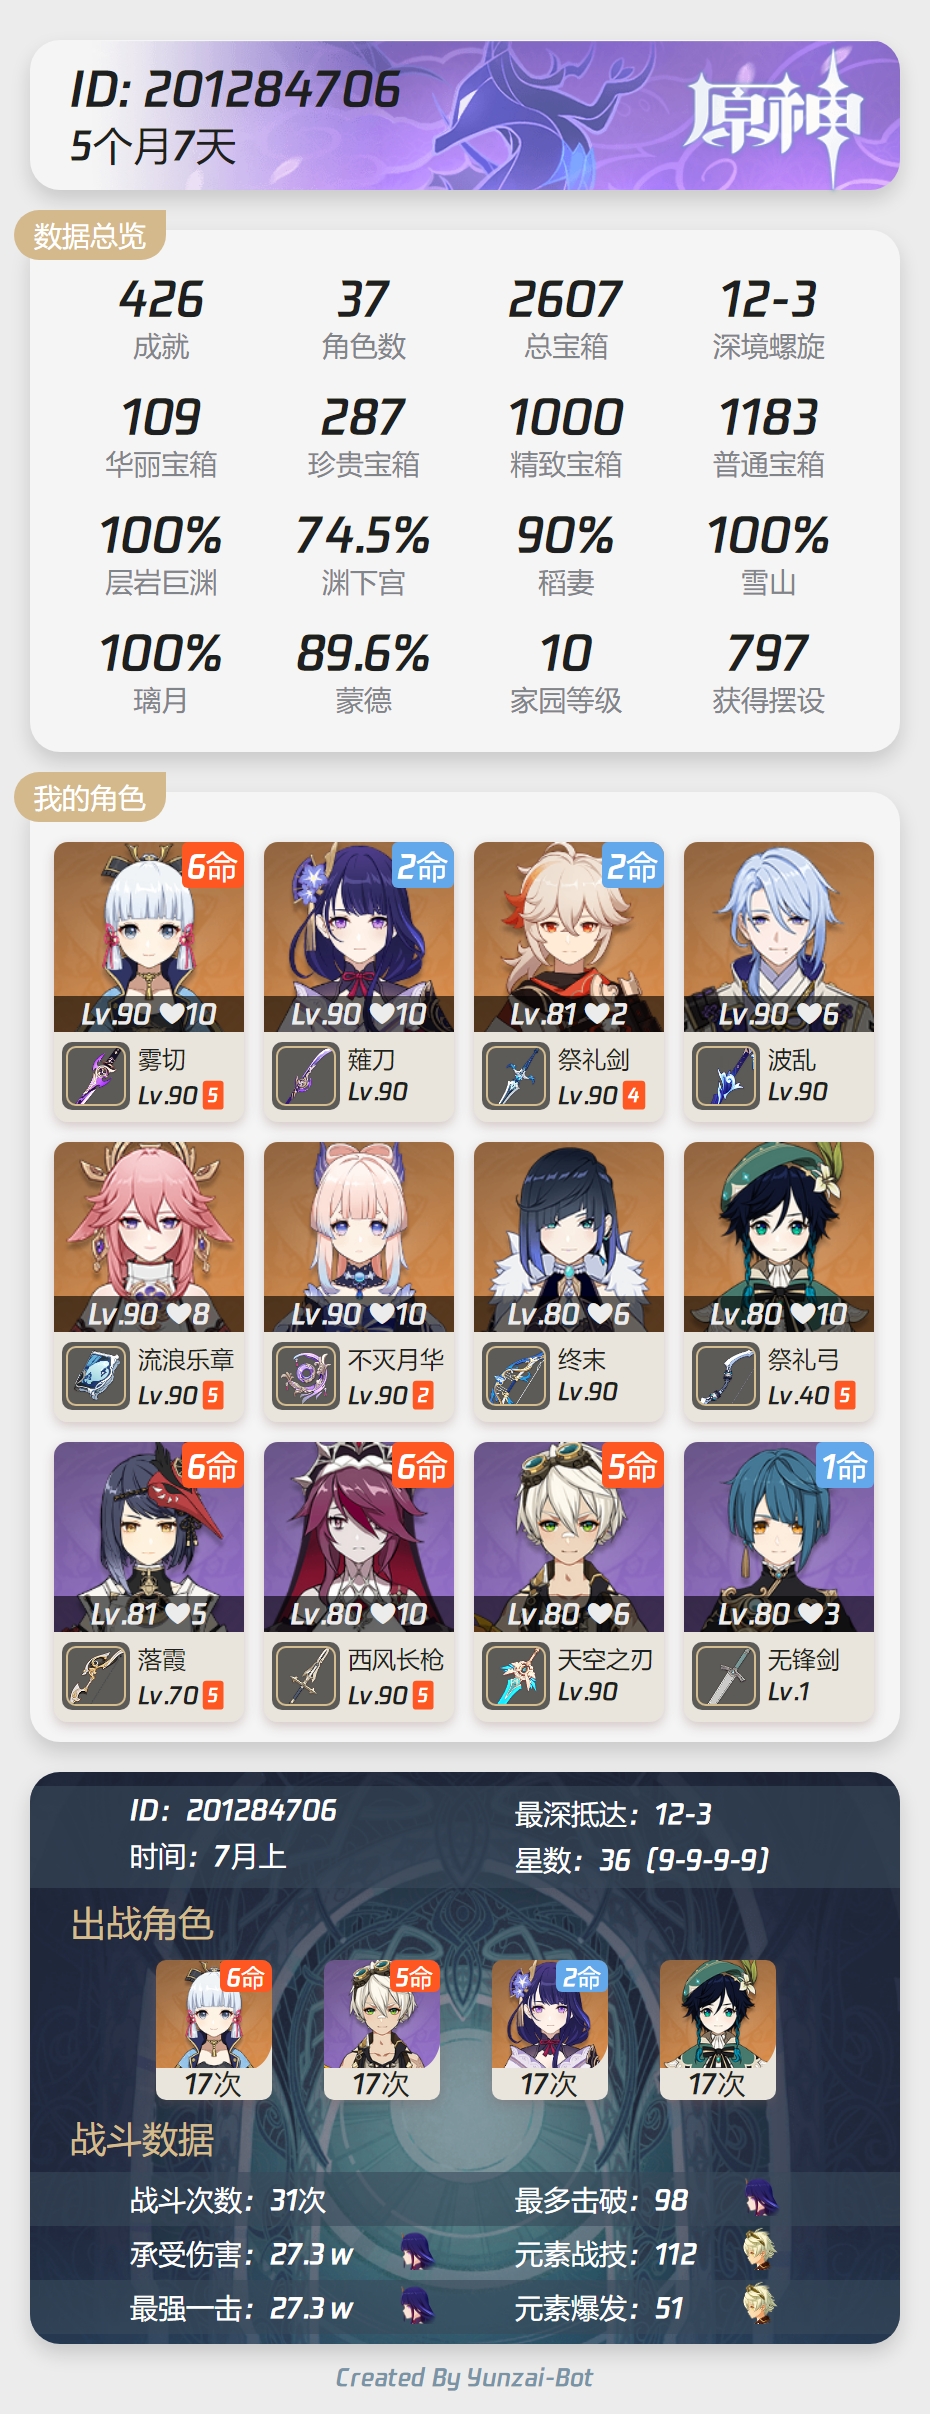 ID: 201284706
5个月7天
原神
数据总览
426 37 2607 12-3
成就 角色数 总宝箱 深境螺旋
109 287 1000 1183
华丽宝箱 珍贵宝箱 精致宝箱 普通宝箱
100% 74.5% 90% 100%
层岩巨渊 渊下宫 稻妻 雪山
100% 89.6% 10 797
璃月 蒙德 家园等级 获得摆设
我的角色
6命 2命 2命
Lv.90 10 Lv.90 10 Lv.81 2 Lv.90 6
雾切 薙刀 祭礼剑 波乱
Lv.90 5 Lv.90 Lv.90 4 Lv.90
Lv.90 8 Lv.90 10 Lv.80 6 Lv.80 10
流浪乐章 不灭月华 终末 祭礼弓
Lv.90 5 Lv.90 2 Lv.90 Lv.40 5
6命 6命 5命 1命
Lv.81 5 Lv.80 10 Lv.80 6 Lv.80 3
落霞 西风长枪 天空之刃 无锋剑
Lv.70 5 Lv.90 5 Lv.90 Lv.1
ID: 201284706 最深抵达: 12-3
时间: 7月上 星数: 36 (9-9-9-9)
出战角色
6命 5命 2命
17次 17次 17次 17次
战斗数据
战斗次数: 31次 最多击破: 98
承受伤害: 27.3 w 元素战技: 112
最强一击: 27.3 w 元素爆发: 51
Created By Yunzai-Bot